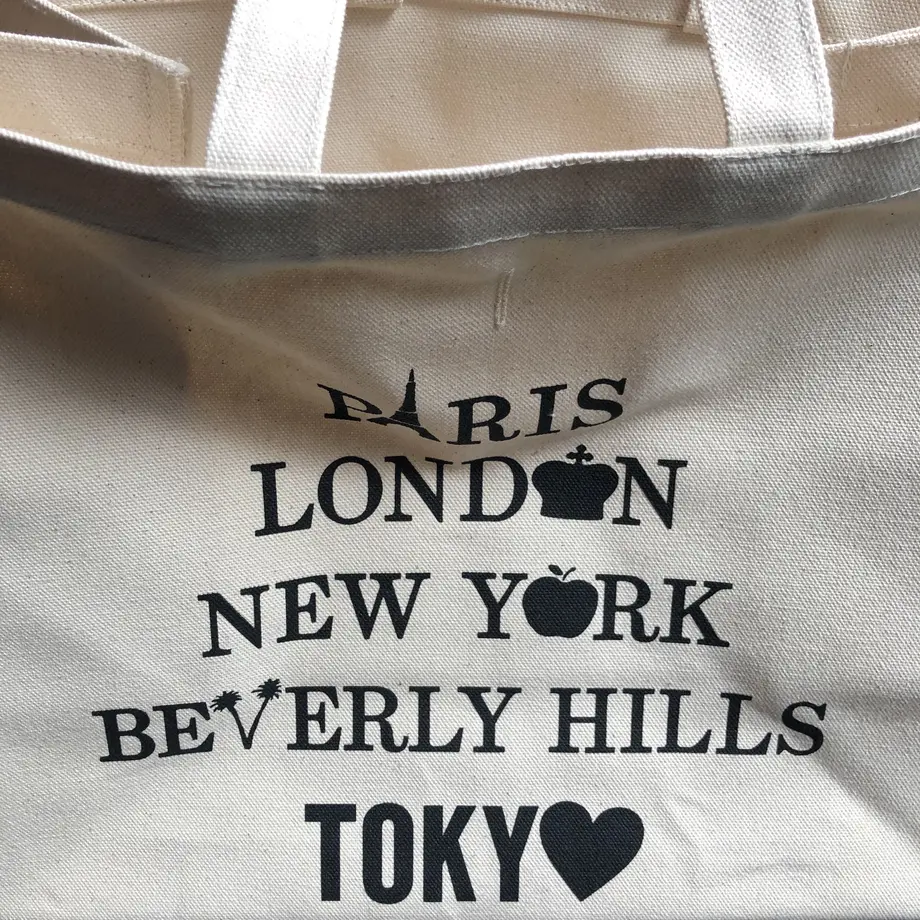 PARIS
LONDON
NEW YORK
BEVERLY HILLS
TOKYO